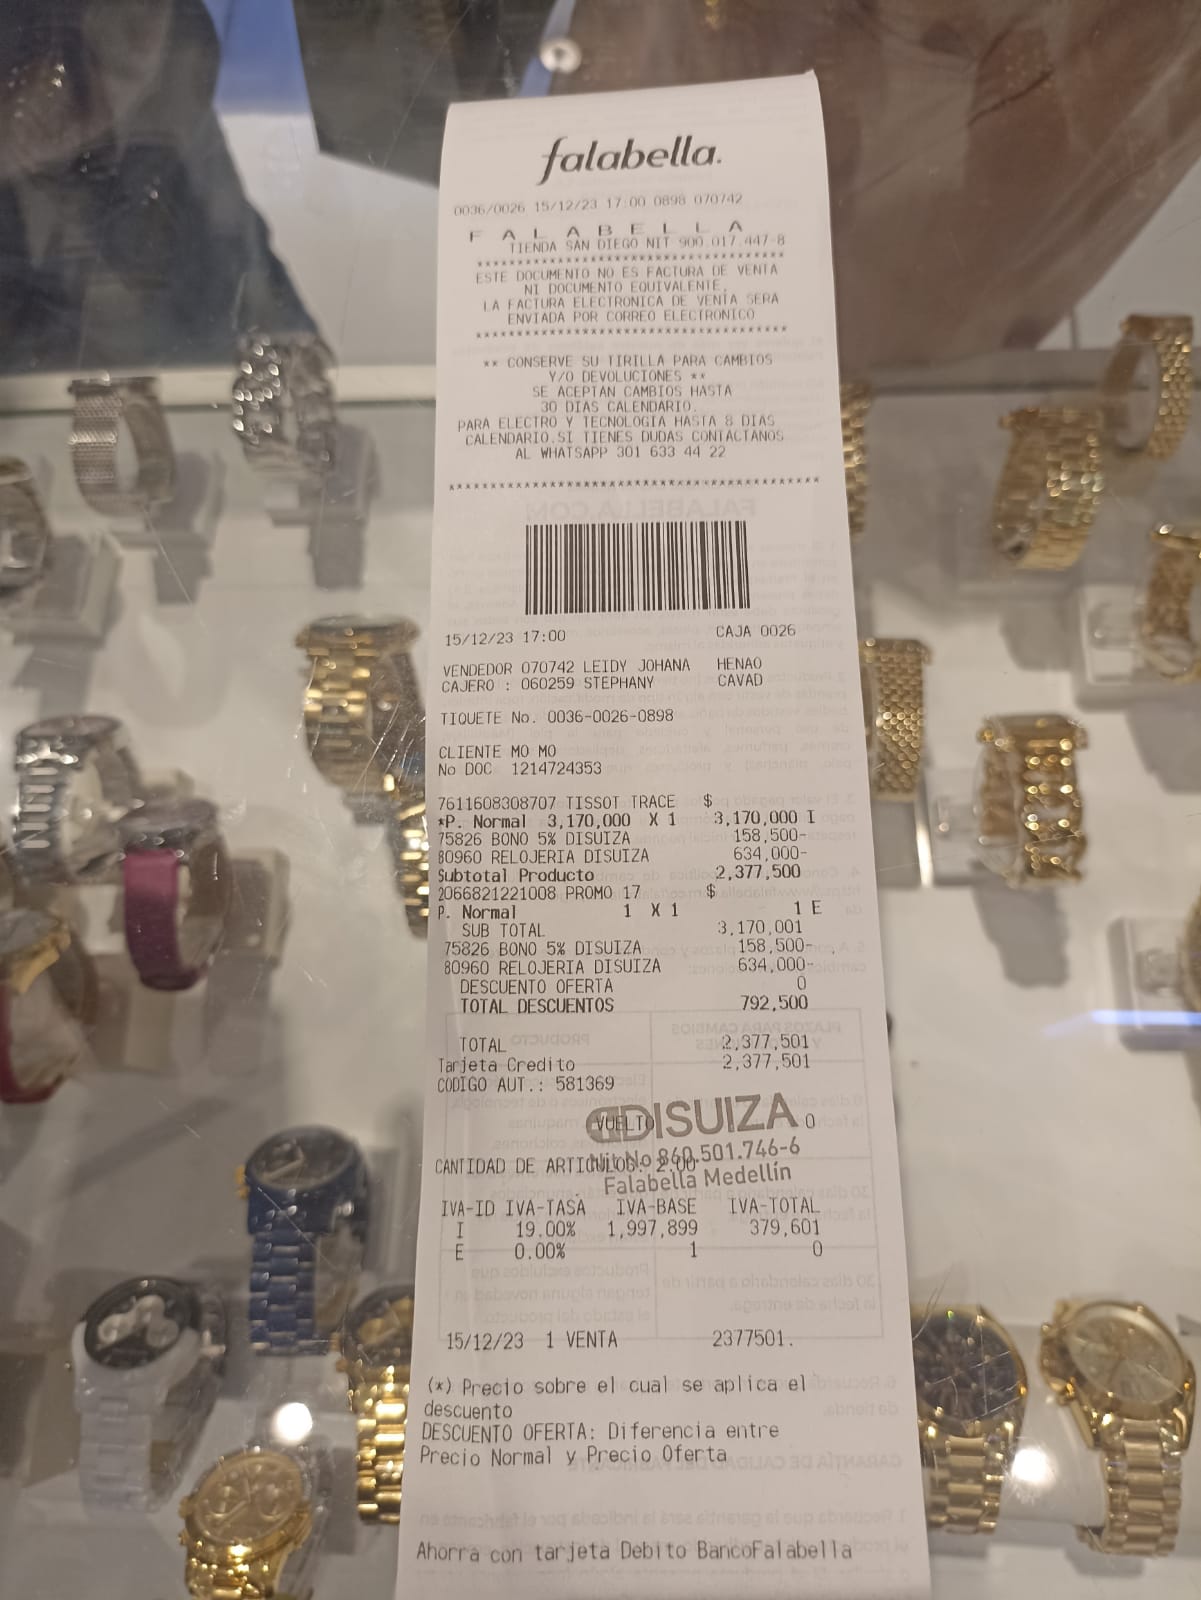 falabella.
0036/0026 15/12/23 17:00 0898 070742
F A L A B E L L A
TIENDA SAN DIEGO NIT 900.017.447-8
ESTE DOCUMENTO NO ES FACTURA DE VENTA
NI DOCUMENTO EQUIVALENTE,
LA FACTURA ELECTRONICA DE VENTA SERA
ENVIADA POR CORREO ELECTRONICO
** CONSERVE SU TIRILLA PARA CAMBIOS
Y/O DEVOLUCIONES **
SE ACEPTAN CAMBIOS HASTA
30 DIAS CALENDARIO.
PARA ELECTRO Y TECNOLOGIA HASTA 8 DIAS
CALENDARIO.SI TIENES DUDAS CONTACTANOS
AL WHATSAPP 301 633 44 22
15/12/23 17:00 CAJA 0026
VENDEDOR 070742 LEIDY JOHANA HENAO
CAJERO : 060259 STEPHANY CAVAD
TIQUETE No. 0036-0026-0898
CLIENTE MO MO
No DOC 1214724353
7611608308707 TISSOT TRACE $
*P. Normal 3,170,000 X 1 3,170,000 I
75826 BONO 5% DISUIZA 158,500-
80960 RELOJERIA DISUIZA 634,000-
Subtotal Producto 2,377,500
2066821221008 PROMO 17 $
P. Normal 1 X 1 1 E
SUB TOTAL 3,170,001
75826 BONO 5% DISUIZA 158,500-
80960 RELOJERIA DISUIZA 634,000-
DESCUENTO OFERTA 0
TOTAL DESCUENTOS 792,500
TOTAL 2,377,501
Tarjeta Credito 2,377,501
CODIGO AUT.: 581369
VUELTO 0
DISUIZA
Nit No 860.501.746-6
CANTIDAD DE ARTICULOS: 2.00
Falabella Medellín
IVA-ID IVA-TASA IVA-BASE IVA-TOTAL
I 19.00% 1,997,899 379,601
E 0.00% 1 0
15/12/23 1 VENTA 2377501.
(*) Precio sobre el cual se aplica el
descuento
DESCUENTO OFERTA: Diferencia entre
Precio Normal y Precio Oferta
Ahorra con tarjeta Debito BancoFalabella